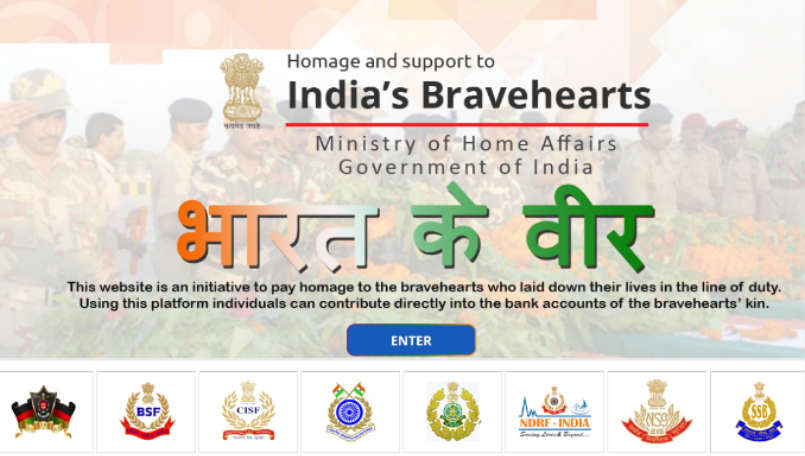 Homage and support to
India's Bravehearts
Ministry of Home Affairs
Government of India
भारत के वीर
This website is an initiative to pay homage to the bravehearts who laid down their lives in the line of duty.
Using this platform individuals can contribute directly into the bank accounts of the bravehearts' kin.
ENTER
BSF
CISF
NDRF - INDIA
NSG
SSB